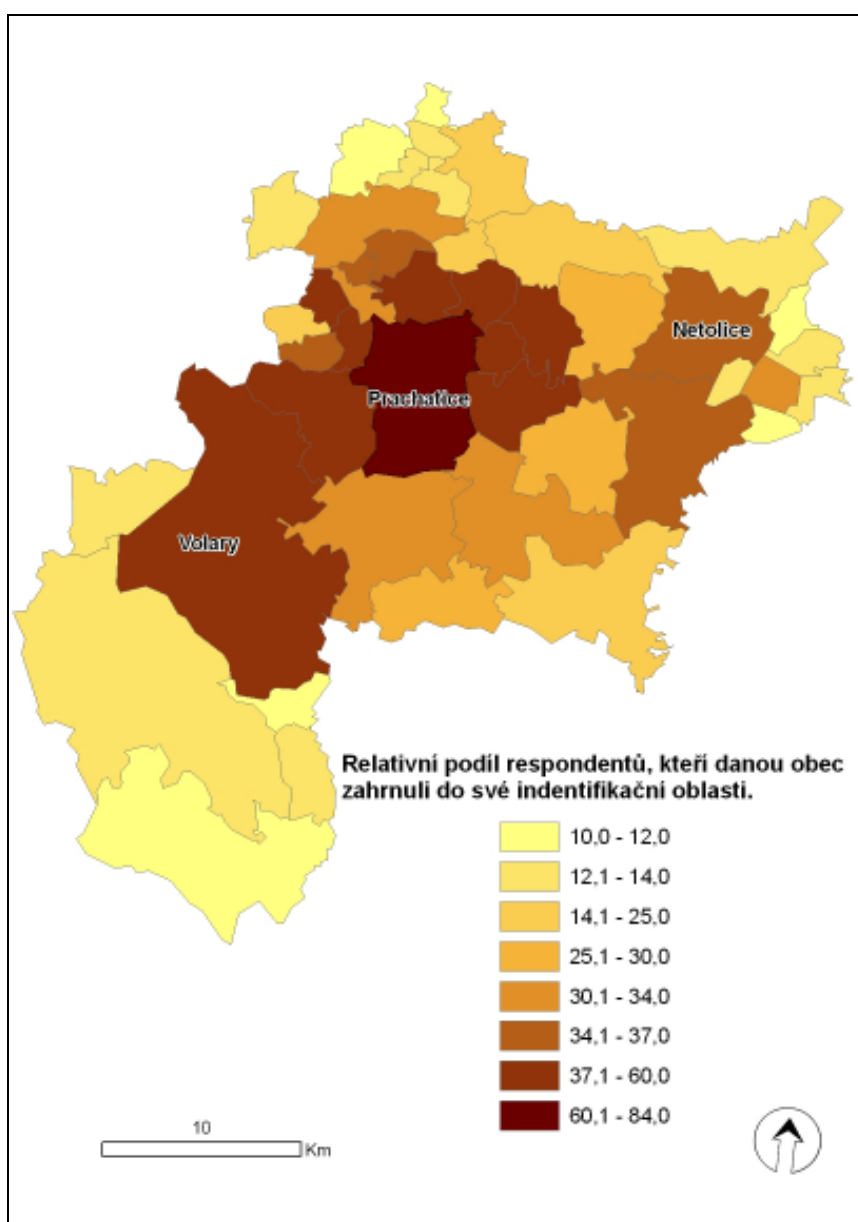 Netolice
Prachatice
Volary
Relativní podíl respondentů, kteří danou obec
zahrnuli do své indentifikační oblasti.
10,0 - 12,0
12,1 - 14,0
14,1 - 25,0
25,1 - 30,0
30,1 - 34,0
34,1 - 37,0
37,1 - 60,0
60,1 - 84,0
10
Km